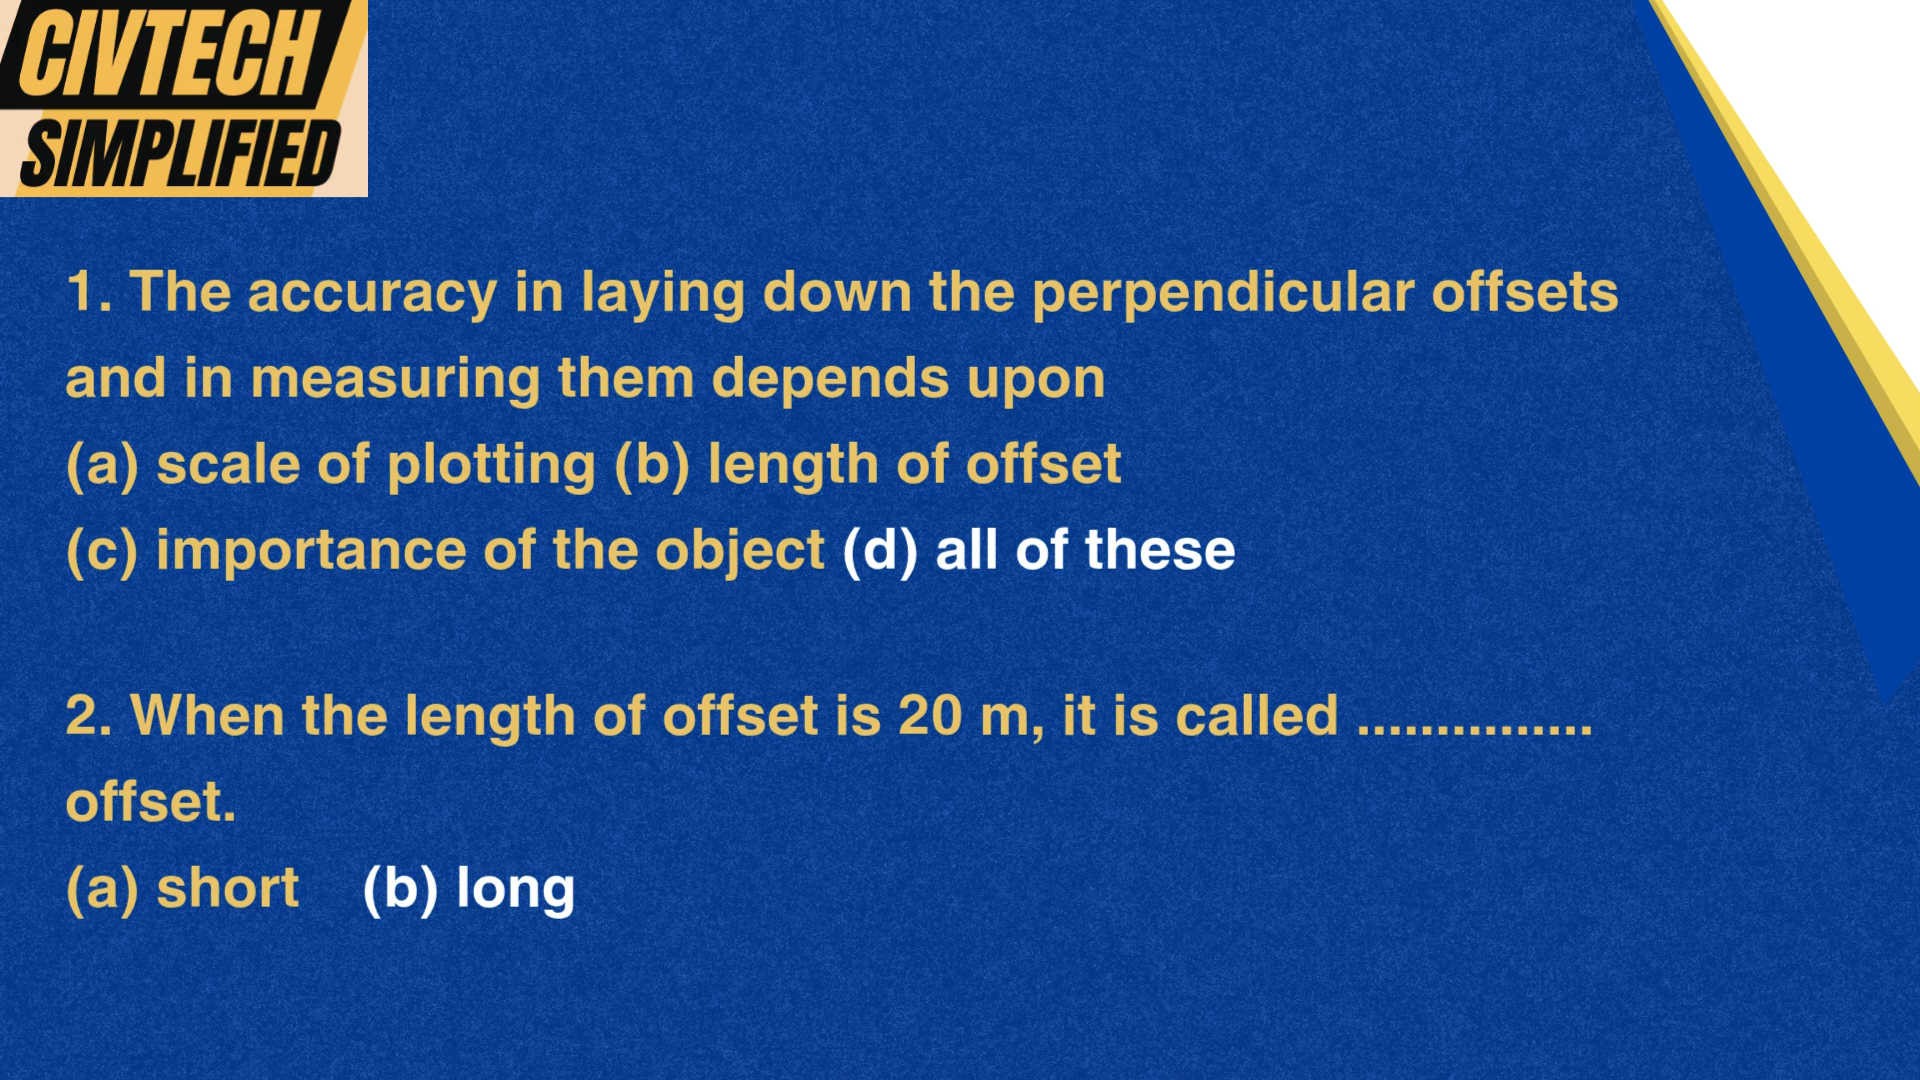 CIVTECH
SIMPLIFIED
1. The accuracy in laying down the perpendicular offsets
and in measuring them depends upon
(a) scale of plotting (b) length of offset
(c) importance of the object (d) all of these
2. When the length of offset is 20 m, it is called ...............
offset.
(a) short (b) long